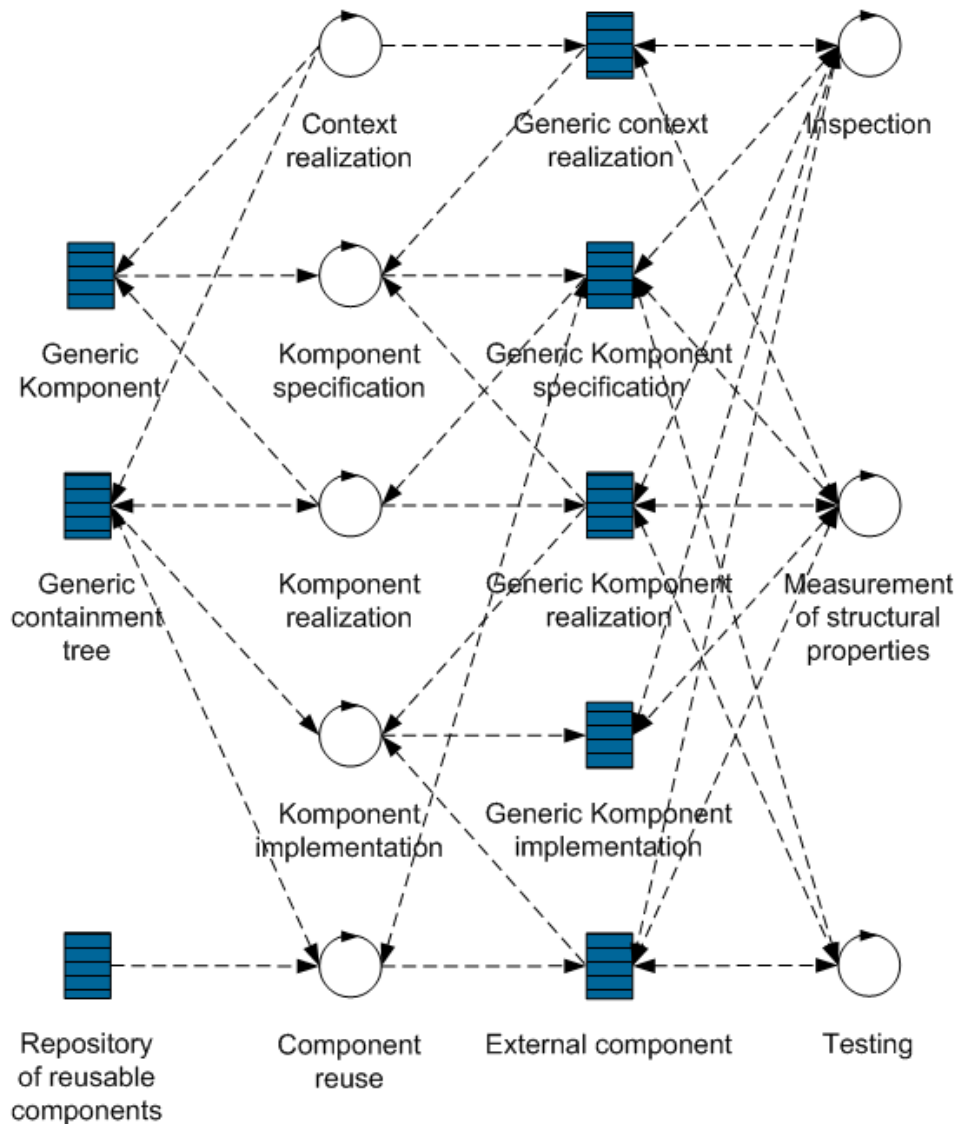 Context
realization
Generic context
realization
Inspection
Generic
Komponent
Komponent
specification
Generic Komponent
specification
Generic
containment
tree
Komponent
realization
Generic Komponent
realization
Measurement
of structural
properties
Komponent
implementation
Generic Komponent
implementation
Repository
of reusable
components
Component
reuse
External component
Testing